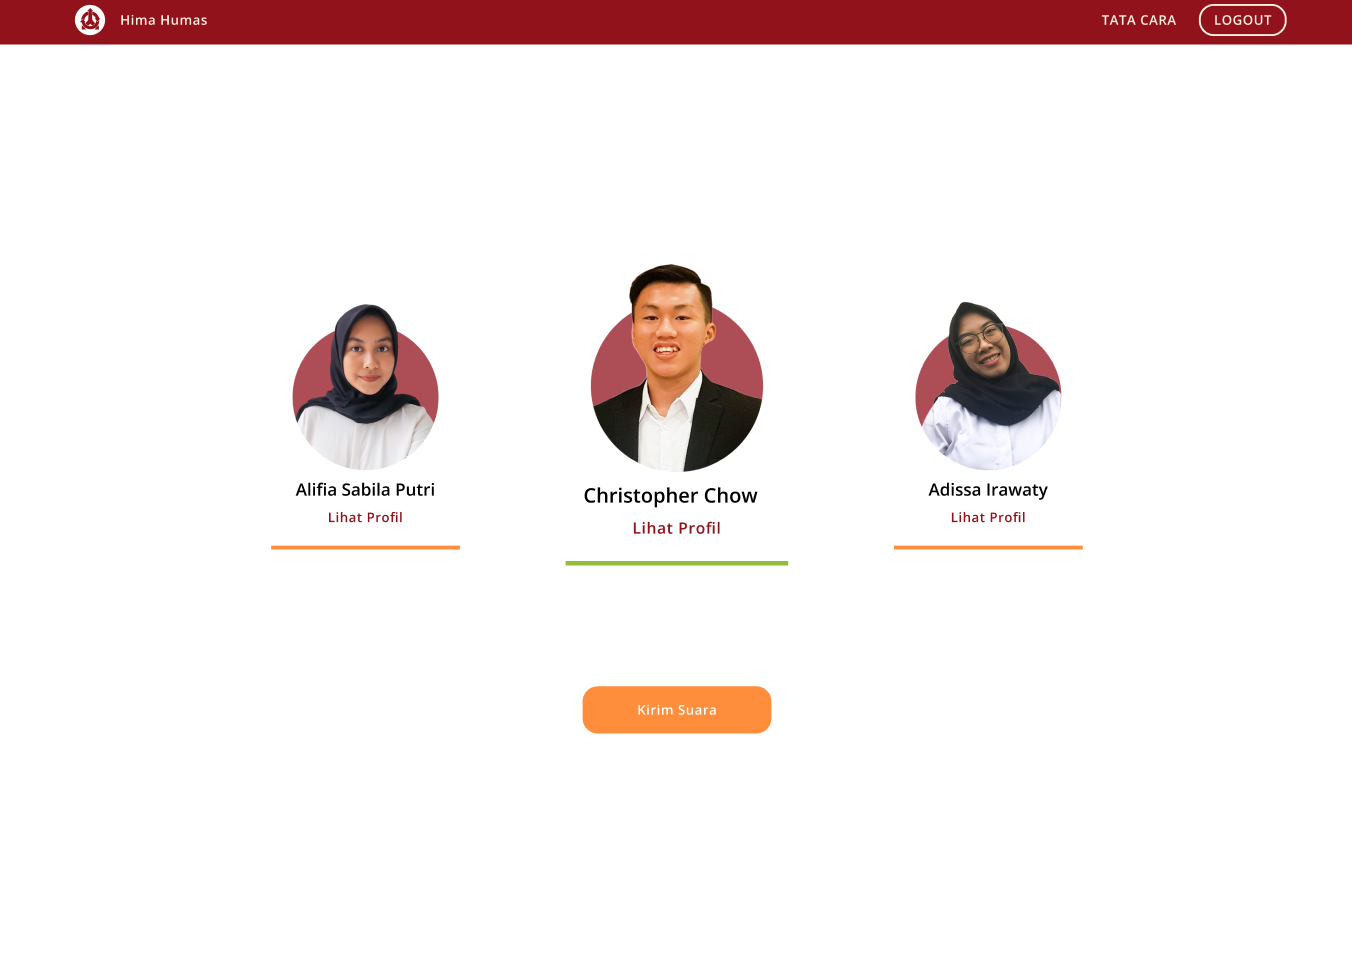 Hima Humas
TATA CARA
LOGOUT
Alifia Sabila Putri
Lihat Profil
Christopher Chow
Lihat Profil
Adissa Irawaty
Lihat Profil
Kirim Suara